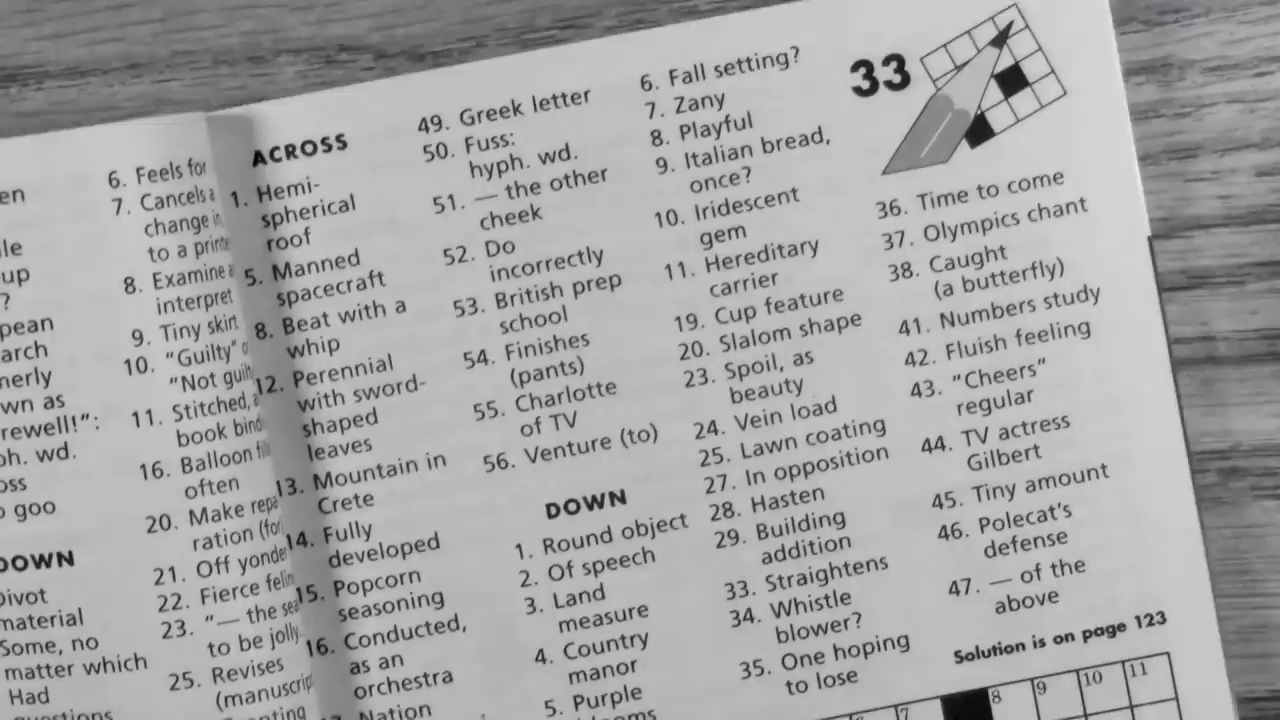 en
le
up
?
pean
arch
nerly
wn as
rewell!":
ph. wd.
oss
o goo
DOWN
Pivot
material
Some, no
matter which
Had
6. Feels for
7. Cancels a
change in
to a printe
8. Examine a
interpret
9. Tiny skirt
10. "Guilty" o
"Not guilt
11. Stitched, a
book bind
16. Balloon fil
often
20. Make repa
ration (for
21. Off yonde
22. Fierce felin
23. "— the sea
to be jolly
25. Revises
(manuscrip
ACROSS
1. Hemi-
spherical
roof
5. Manned
spacecraft
8. Beat with a
whip
12. Perennial
with sword-
shaped
leaves
13. Mountain in
Crete
14. Fully
developed
15. Popcorn
seasoning
16. Conducted,
as an
orchestra
Nation
49. Greek letter
50. Fuss:
hyph. wd.
51. — the other
cheek
52. Do
incorrectly
53. British prep
school
54. Finishes
(pants)
55. Charlotte
of TV
56. Venture (to)
DOWN
1. Round object
2. Of speech
3. Land
measure
4. Country
manor
5. Purple
6. Fall setting?
7. Zany
8. Playful
9. Italian bread,
once?
10. Iridescent
gem
11. Hereditary
carrier
19. Cup feature
20. Slalom shape
23. Spoil, as
beauty
24. Vein load
25. Lawn coating
27. In opposition
28. Hasten
29. Building
addition
33. Straightens
34. Whistle
blower?
35. One hoping
to lose
33
36. Time to come
37. Olympics chant
38. Caught
(a butterfly)
41. Numbers study
42. Fluish feeling
43. "Cheers"
regular
44. TV actress
Gilbert
45. Tiny amount
46. Polecat's
defense
47. — of the
above
Solution is on page 123
7 8 9 10 11